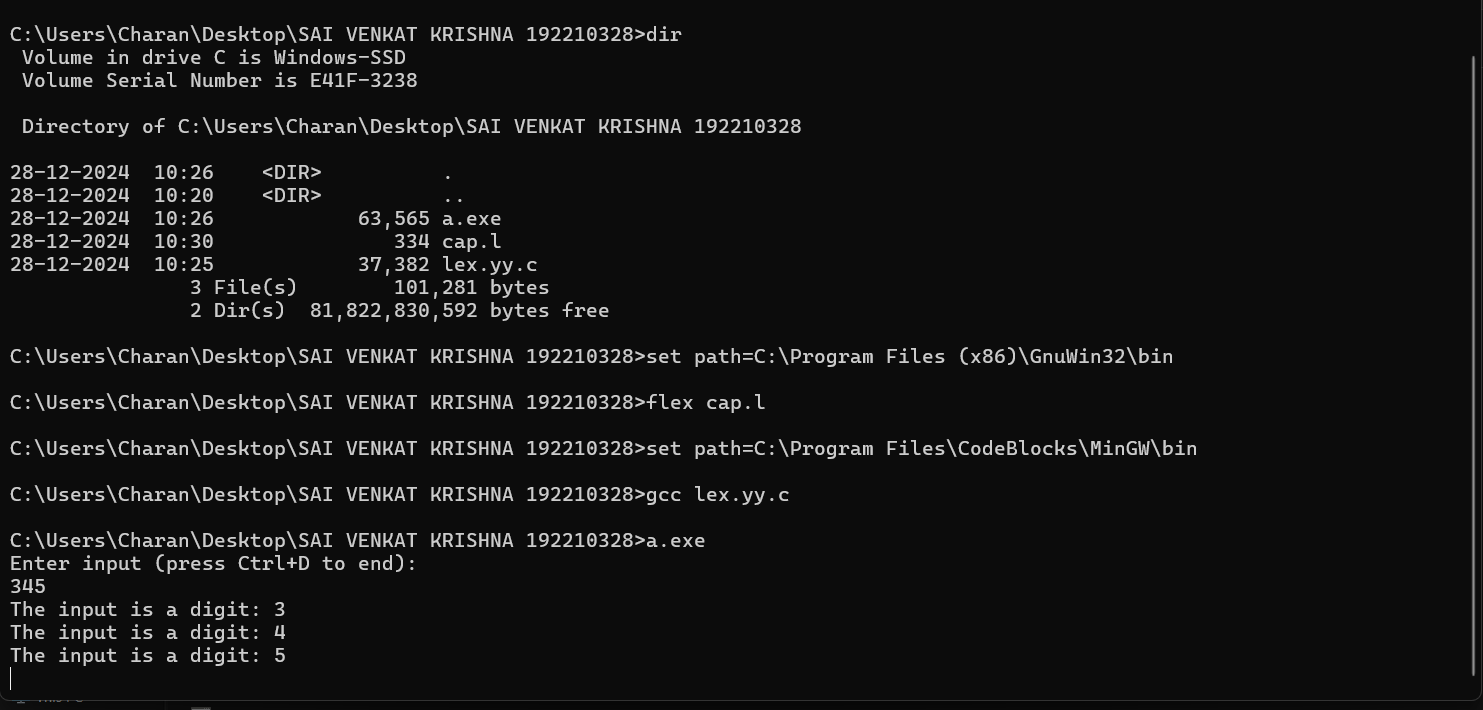 C:\Users\Charan\Desktop\SAI VENKAT KRISHNA 192210328>dir
 Volume in drive C is Windows-SSD
 Volume Serial Number is E41F-3238
 Directory of C:\Users\Charan\Desktop\SAI VENKAT KRISHNA 192210328
28-12-2024  10:26    <DIR>          .
28-12-2024  10:20    <DIR>          ..
28-12-2024  10:26            63,565 a.exe
28-12-2024  10:30               334 cap.l
28-12-2024  10:25            37,382 lex.yy.c
               3 File(s)        101,281 bytes
               2 Dir(s)  81,822,830,592 bytes free
C:\Users\Charan\Desktop\SAI VENKAT KRISHNA 192210328>set path=C:\Program Files (x86)\GnuWin32\bin
C:\Users\Charan\Desktop\SAI VENKAT KRISHNA 192210328>flex cap.l
C:\Users\Charan\Desktop\SAI VENKAT KRISHNA 192210328>set path=C:\Program Files\CodeBlocks\MinGW\bin
C:\Users\Charan\Desktop\SAI VENKAT KRISHNA 192210328>gcc lex.yy.c
C:\Users\Charan\Desktop\SAI VENKAT KRISHNA 192210328>a.exe
Enter input (press Ctrl+D to end):
345
The input is a digit: 3
The input is a digit: 4
The input is a digit: 5